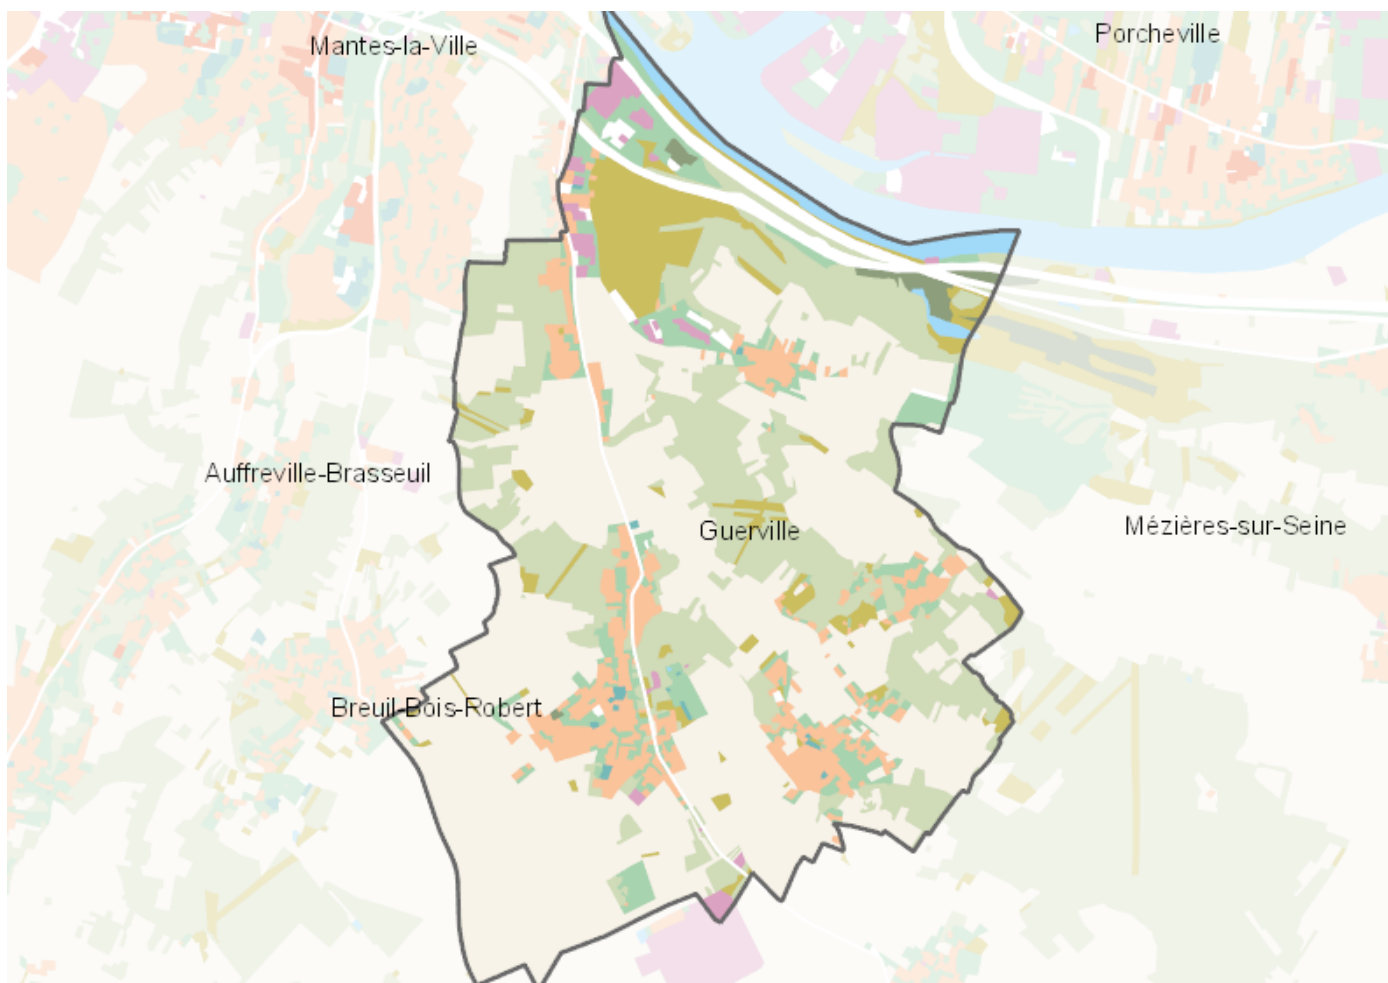 Porcheville
Mantes-la-Ville
Auffreville-Brasseuil
Mézières-sur-Seine
Guerville
Breuil-Bois-Robert